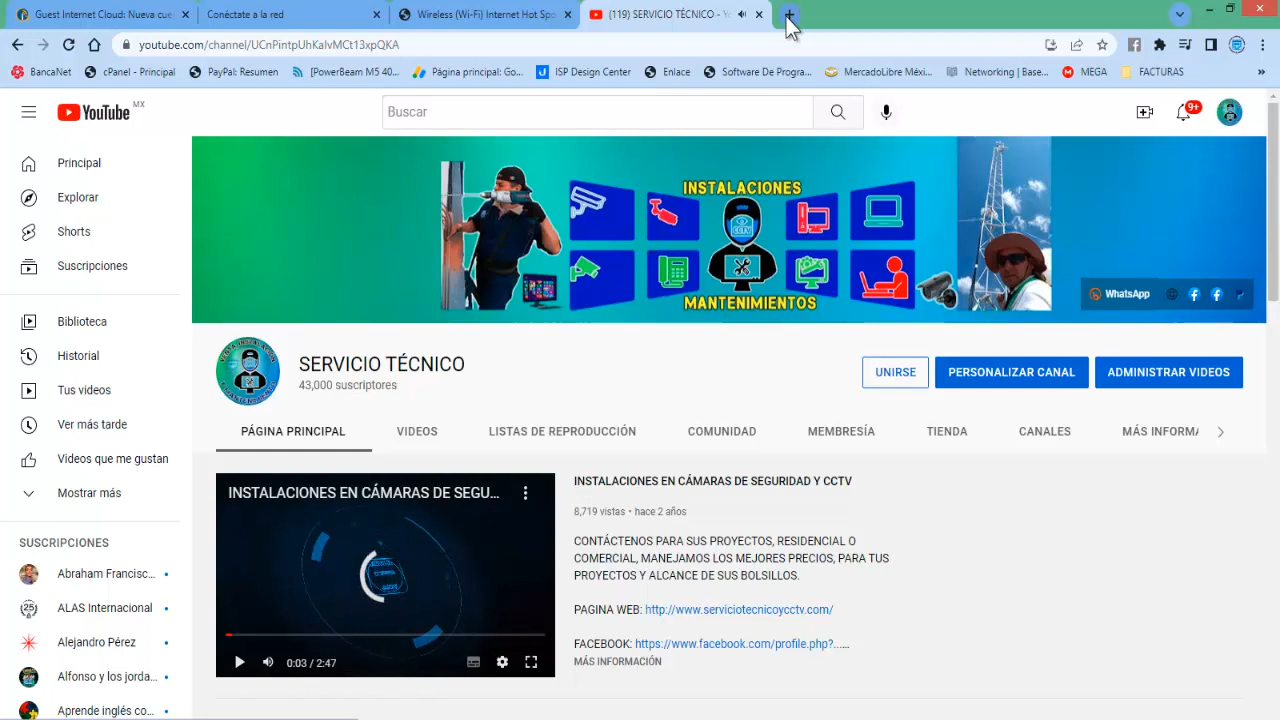 Guest Internet Cloud: Nueva cue
Conéctate a la red
Wireless (Wi-Fi) Internet Hot Spo
(119) SERVICIO TÉCNICO - Yo
youtube.com/channel/UCnPintpUhKaIvMCt13xpQKA
BancaNet
cPanel - Principal
PayPal: Resumen
[PowerBeam M5 40...
Página principal: Go...
ISP Design Center
Enlace
Software De Progra...
MercadoLibre Méxi...
Networking | Base...
MEGA
FACTURAS
»
YouTube MX
Buscar
9+
Principal
Explorar
Shorts
Suscripciones
Biblioteca
Historial
Tus videos
Ver más tarde
Videos que me gustan
Mostrar más
SUSCRIPCIONES
Abraham Francisc...
ALAS Internacional
Alejandro Pérez
Alfonso y los jorda...
Aprende inglés co...
INSTALACIONES
CCTV
MANTENIMIENTOS
WhatsApp
SERVICIO TÉCNICO
43,000 suscriptores
UNIRSE
PERSONALIZAR CANAL
ADMINISTRAR VIDEOS
PÁGINA PRINCIPAL
VIDEOS
LISTAS DE REPRODUCCIÓN
COMUNIDAD
MEMBRESÍA
TIENDA
CANALES
MÁS INFORMA
INSTALACIONES EN CÁMARAS DE SEGU...
0:03 / 2:47
INSTALACIONES EN CÁMARAS DE SEGURIDAD Y CCTV
8,719 vistas • hace 2 años
CONTÁCTENOS PARA SUS PROYECTOS, RESIDENCIAL O
COMERCIAL, MANEJAMOS LOS MEJORES PRECIOS, PARA TUS
PROYECTOS Y ALCANCE DE SUS BOLSILLOS.
PAGINA WEB: http://www.serviciotecnicoycctv.com/
FACEBOOK: https://www.facebook.com/profile.php?...…
MÁS INFORMACIÓN